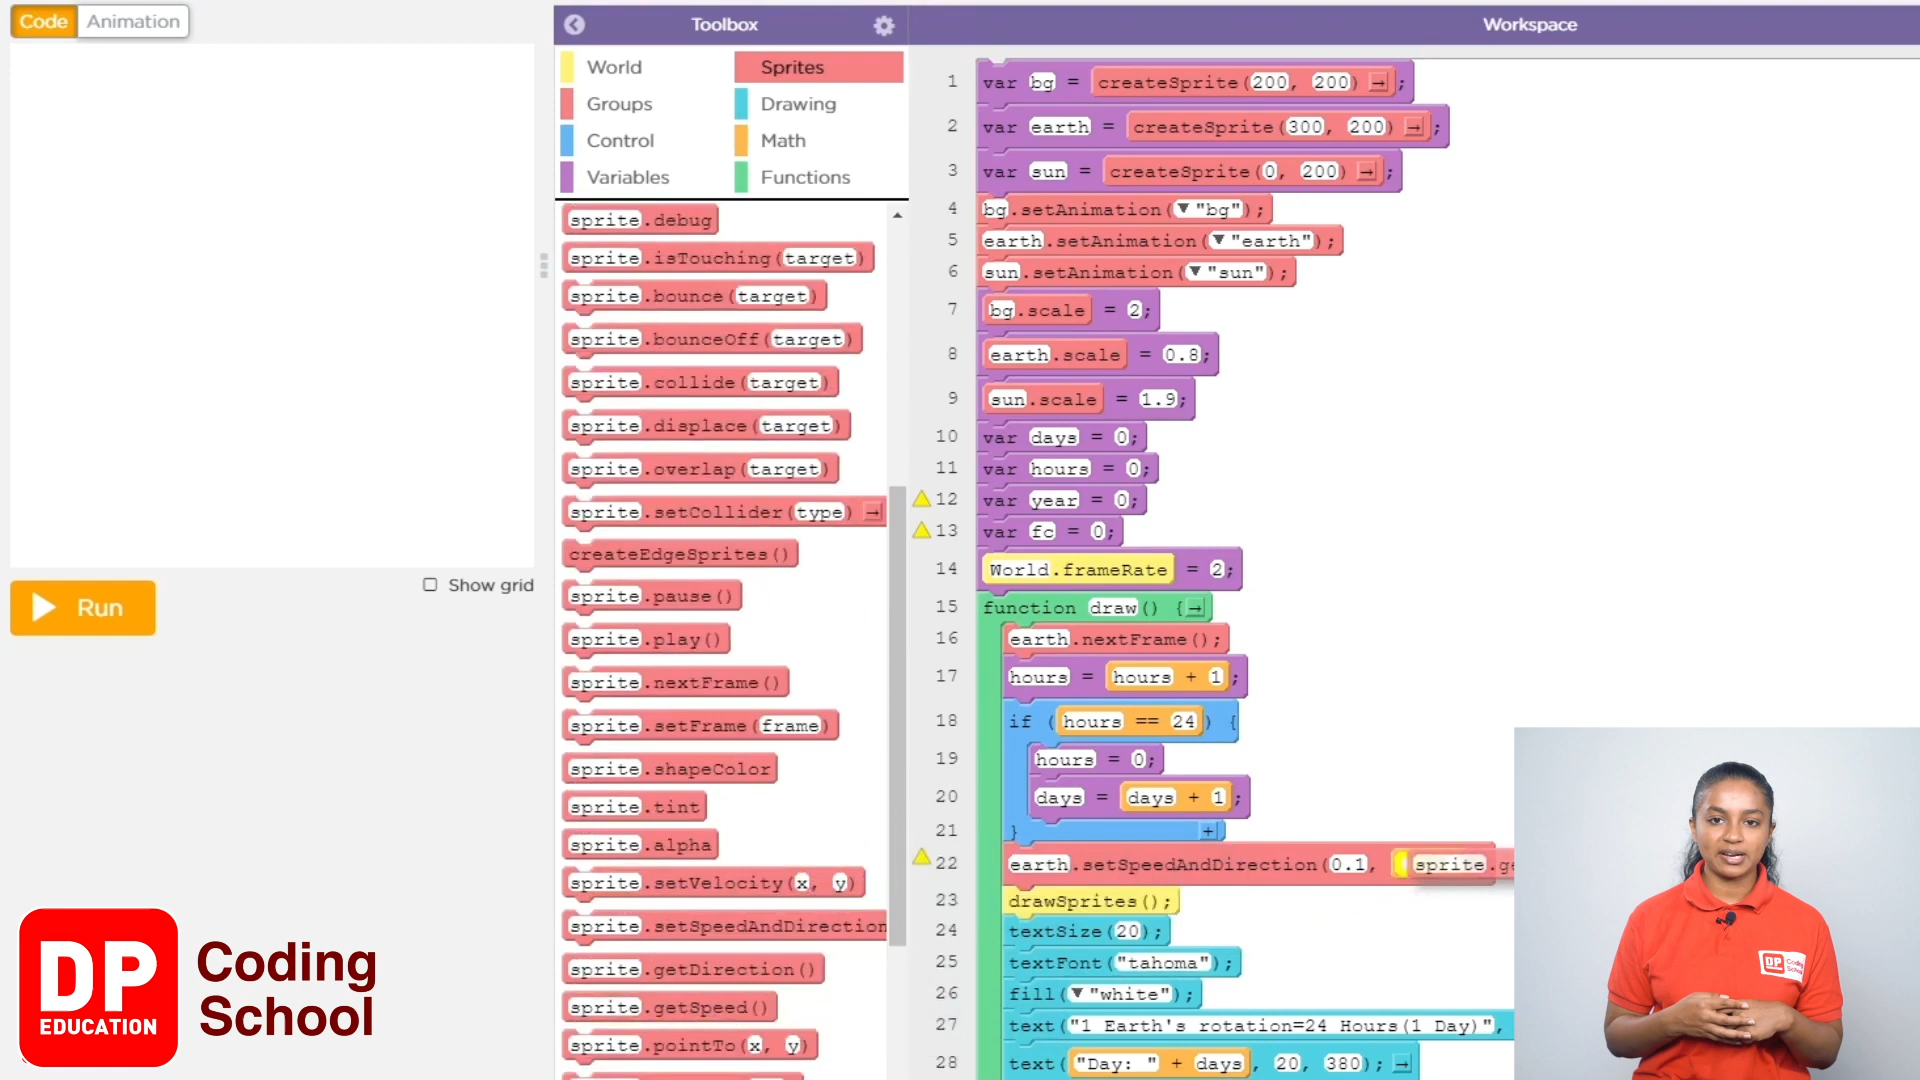 Code Animation
Toolbox
Workspace
World
Sprites
Groups
Drawing
Control
Math
Variables
Functions
sprite.debug
sprite.isTouching(target)
sprite.bounce(target)
sprite.bounceOff(target)
sprite.collide(target)
sprite.displace(target)
sprite.overlap(target)
sprite.setCollider(type) →
createEdgeSprites()
sprite.pause()
sprite.play()
sprite.nextFrame()
sprite.setFrame(frame)
sprite.shapeColor
sprite.tint
sprite.alpha
sprite.setVelocity(x, y)
sprite.setSpeedAndDirection
sprite.getDirection()
sprite.getSpeed()
sprite.pointTo(x, y)
1 var bg = createSprite(200, 200) → ;
2 var earth = createSprite(300, 200) → ;
3 var sun = createSprite(0, 200) → ;
4 bg.setAnimation(▼"bg");
5 earth.setAnimation(▼"earth");
6 sun.setAnimation(▼"sun");
7 bg.scale = 2;
8 earth.scale = 0.8;
9 sun.scale = 1.9;
10 var days = 0;
11 var hours = 0;
12 var year = 0;
13 var fc = 0;
14 World.frameRate = 2;
15 function draw() {→
16 earth.nextFrame();
17 hours = hours + 1;
18 if (hours == 24) {
19 hours = 0;
20 days = days + 1;
21 } +
22 earth.setSpeedAndDirection(0.1, sprite.ge
23 drawSprites();
24 textSize(20);
25 textFont("tahoma");
26 fill(▼"white");
27 text("1 Earth's rotation=24 Hours(1 Day)",
28 text("Day: " + days, 20, 380); →
Show grid
Run
DP
EDUCATION
Coding
School
DP Coding
School